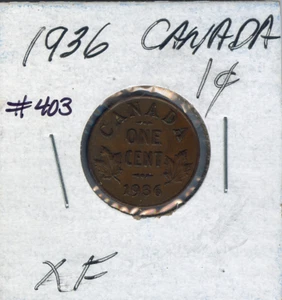 1936 CANADA
1¢
#403
CANADA
ONE
CENT
1936
XF